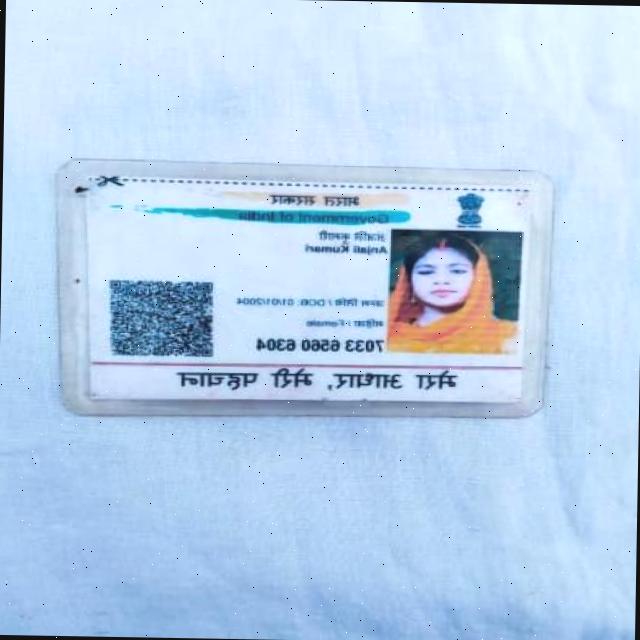 भारत सरकार
Government of India
अंजलि कुमारी
Anjali Kumari
जन्म तिथि / DOB: 01/01/2004
महिला / Female
7033 6560 6304
मेरा आधार, मेरी पहचान